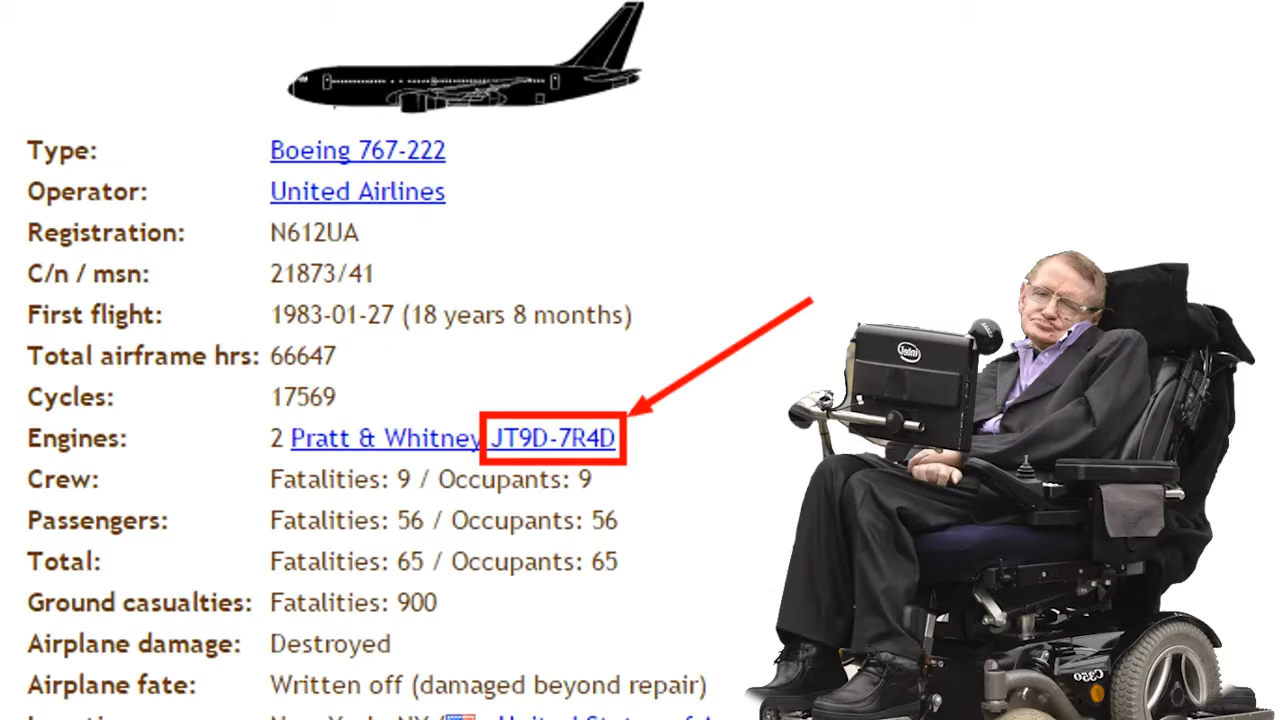 Type: Boeing 767-222
Operator: United Airlines
Registration: N612UA
C/n / msn: 21873/41
First flight: 1983-01-27 (18 years 8 months)
Total airframe hrs: 66647
Cycles: 17569
Engines: 2 Pratt & Whitney JT9D-7R4D
Crew: Fatalities: 9 / Occupants: 9
Passengers: Fatalities: 56 / Occupants: 56
Total: Fatalities: 65 / Occupants: 65
Ground casualties: Fatalities: 900
Airplane damage: Destroyed
Airplane fate: Written off (damaged beyond repair)
intel
C350